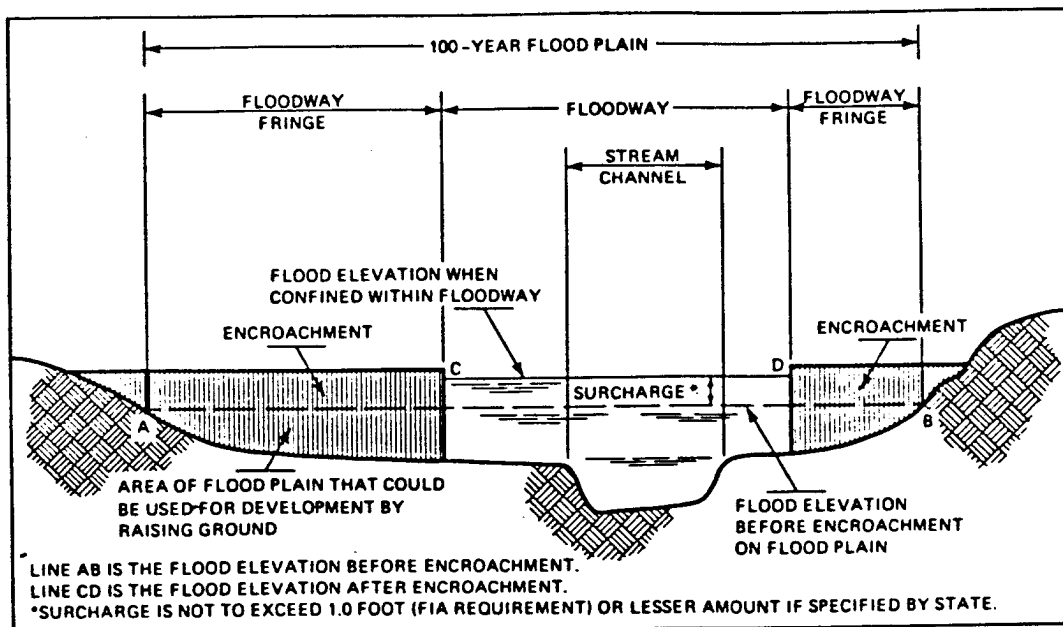 100-YEAR FLOOD PLAIN
FLOODWAY
FRINGE
FLOODWAY
FLOODWAY
FRINGE
STREAM
CHANNEL
FLOOD ELEVATION WHEN
CONFINED WITHIN FLOODWAY
ENCROACHMENT
ENCROACHMENT
C
D
SURCHARGE*
A
B
AREA OF FLOOD PLAIN THAT COULD
BE USED FOR DEVELOPMENT BY
RAISING GROUND
FLOOD ELEVATION
BEFORE ENCROACHMENT
ON FLOOD PLAIN
LINE AB IS THE FLOOD ELEVATION BEFORE ENCROACHMENT.
LINE CD IS THE FLOOD ELEVATION AFTER ENCROACHMENT.
*SURCHARGE IS NOT TO EXCEED 1.0 FOOT (FIA REQUIREMENT) OR LESSER AMOUNT IF SPECIFIED BY STATE.